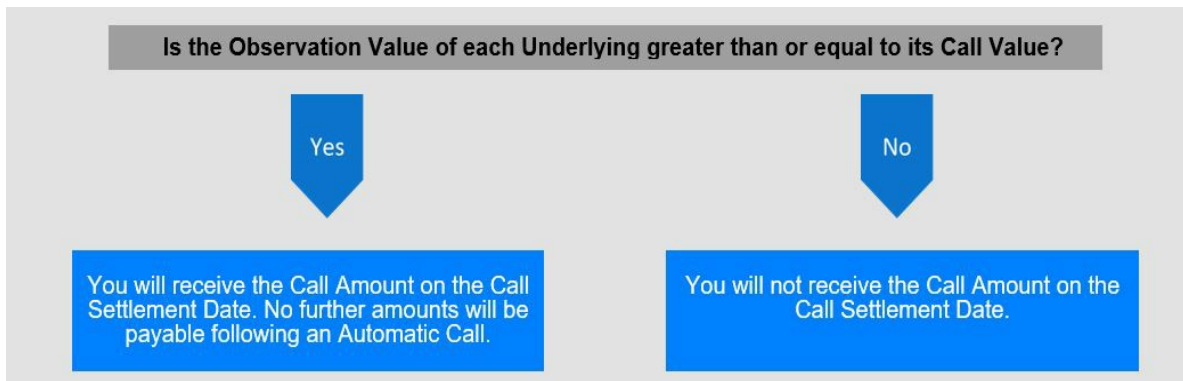 Is the Observation Value of each Underlying greater than or equal to its Call Value?
Yes
No
You will receive the Call Amount on the Call
Settlement Date. No further amounts will be
payable following an Automatic Call.
You will not receive the Call Amount on the
Call Settlement Date.